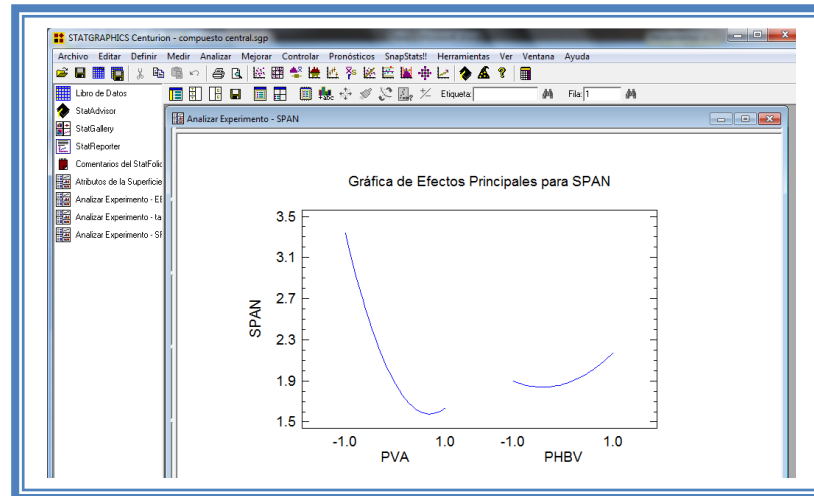 STATGRAPHICS Centurion - compuesto central.sgp
Archivo Editar Definir Medir Analizar Mejorar Controlar Pronósticos SnapStats!! Herramientas Ver Ventana Ayuda
Etiqueta: Fila: 1
Libro de Datos
StatAdvisor
StatGallery
StatReporter
Comentarios del StatFolio
Atributos de la Superficie
Analizar Experimento - EE
Analizar Experimento - ta
Analizar Experimento - SP
Analizar Experimento - SPAN
Gráfica de Efectos Principales para SPAN
3.5
3.1
2.7
2.3
1.9
1.5
SPAN
-1.0 1.0 -1.0 1.0
PVA PHBV